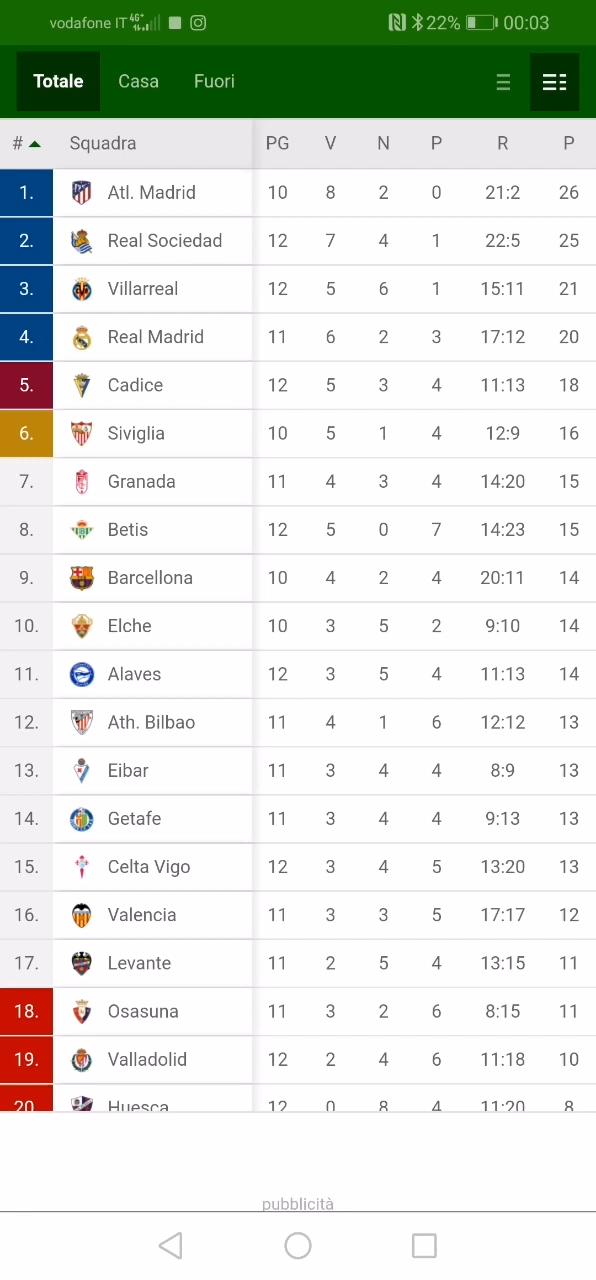 vodafone IT 4G+ 22% 00:03
Totale Casa Fuori
# Squadra PG V N P R P
1. Atl. Madrid 10 8 2 0 21:2 26
2. Real Sociedad 12 7 4 1 22:5 25
3. Villarreal 12 5 6 1 15:11 21
4. Real Madrid 11 6 2 3 17:12 20
5. Cadice 12 5 3 4 11:13 18
6. Siviglia 10 5 1 4 12:9 16
7. Granada 11 4 3 4 14:20 15
8. Betis 12 5 0 7 14:23 15
9. Barcellona 10 4 2 4 20:11 14
10. Elche 10 3 5 2 9:10 14
11. Alaves 12 3 5 4 11:13 14
12. Ath. Bilbao 11 4 1 6 12:12 13
13. Eibar 11 3 4 4 8:9 13
14. Getafe 11 3 4 4 9:13 13
15. Celta Vigo 12 3 4 5 13:20 13
16. Valencia 11 3 3 5 17:17 12
17. Levante 11 2 5 4 13:15 11
18. Osasuna 11 3 2 6 8:15 11
19. Valladolid 12 2 4 6 11:18 10
20. Huesca 12 0 8 4 11:20 8
pubblicità